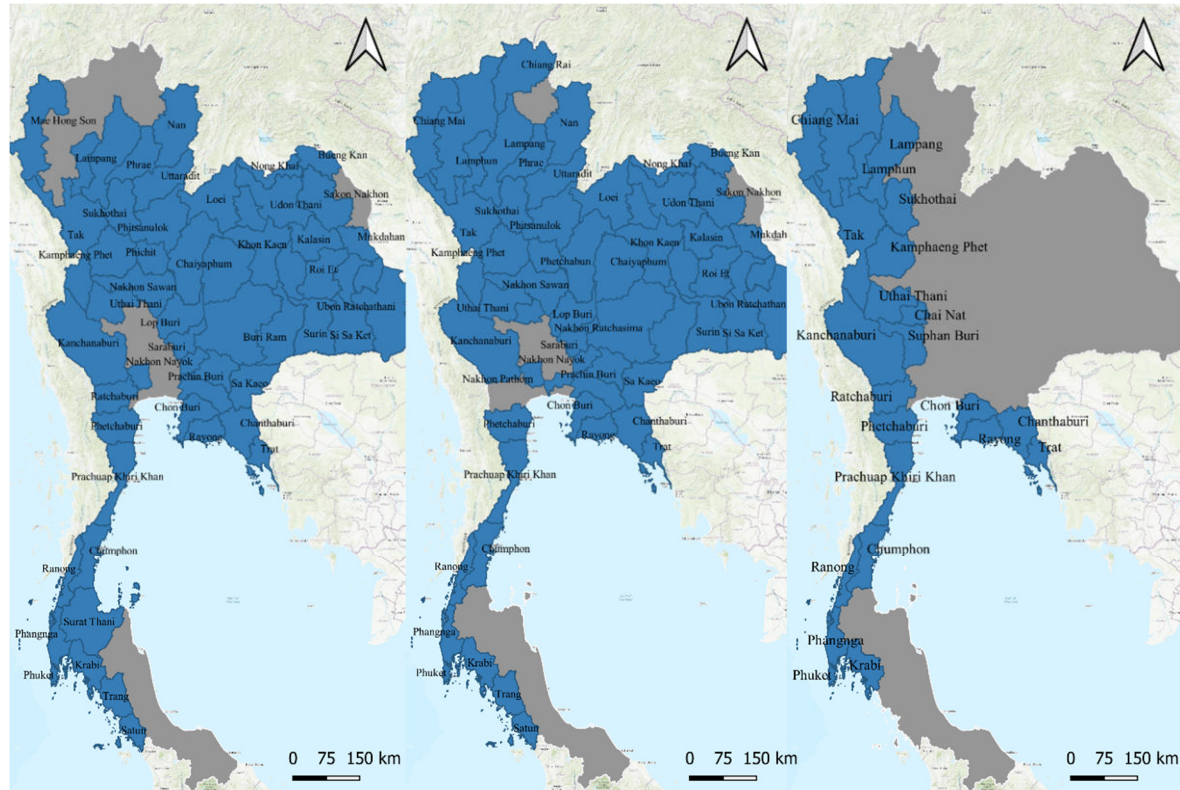 Mae Hong Son
Nan
Lampang
Phrae
Uttaradit
Nong Khai
Bueng Kan
Sakon Nakhon
Loei
Udon Thani
Sukhothai
Phitsanulok
Tak
Mukdahan
Khon Kaen
Kalasin
Kamphaeng Phet
Phichit
Chaiyaphum
Roi Et
Nakhon Sawan
Uthai Thani
Ubon Ratchathani
Lop Buri
Kanchanaburi
Saraburi
Buri Ram
Surin
Si Sa Ket
Nakhon Nayok
Prachin Buri
Sa Kaeo
Ratchaburi
Chon Buri
Phetchaburi
Chanthaburi
Rayong
Trat
Prachuap Khiri Khan
Chumphon
Ranong
Surat Thani
Phangnga
Krabi
Phuket
Trang
Satun
0 75 150 km
Chiang Rai
Chiang Mai
Nan
Lampang
Lamphun
Phrae
Uttaradit
Nong Khai
Bueng Kan
Sakon Nakhon
Loei
Udon Thani
Sukhothai
Phitsanulok
Tak
Mukdah
Khon Kaen
Kalasin
Kamphaeng Phet
Phetchabun
Chaiyaphum
Roi Et
Nakhon Sawan
Uthai Thani
Ubon Ratchathan
Lop Buri
Nakhon Ratchasima
Kanchanaburi
Saraburi
Surin
Si Sa Ket
Nakhon Nayok
Nakhon Pathom
Prachin Buri
Sa Kaeo
Chon Buri
Phetchaburi
Chanthaburi
Rayong
Trat
Prachuap Khiri Khan
Chumphon
Ranong
Phangnga
Krabi
Phuket
Trang
Satun
0 75 150 km
Chiang Mai
Lampang
Lamphun
Sukhothai
Tak
Kamphaeng Phet
Uthai Thani
Chai Nat
Kanchanaburi
Suphan Buri
Ratchaburi
Chon Buri
Phetchaburi
Chanthaburi
Rayong
Trat
Prachuap Khiri Khan
Chumphon
Ranong
Phangnga
Krabi
Phuket
0 75 150 km